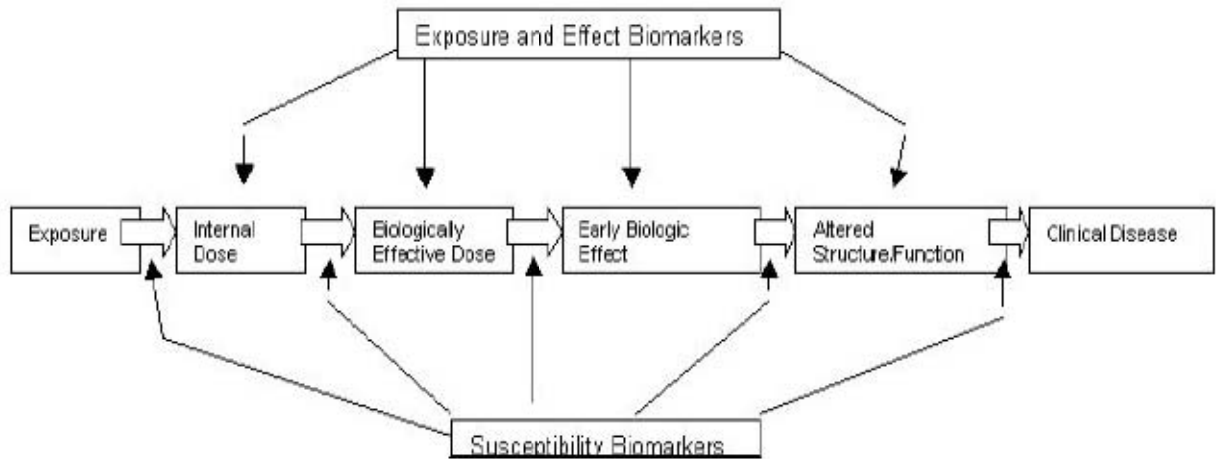 Exposure and Effect Biomarkers
Exposure
Internal
Dose
Biologically
Effective Dose
Early Biologic
Effect
Altered
Structure/Function
Clinical Disease
Susceptibility Biomarkers